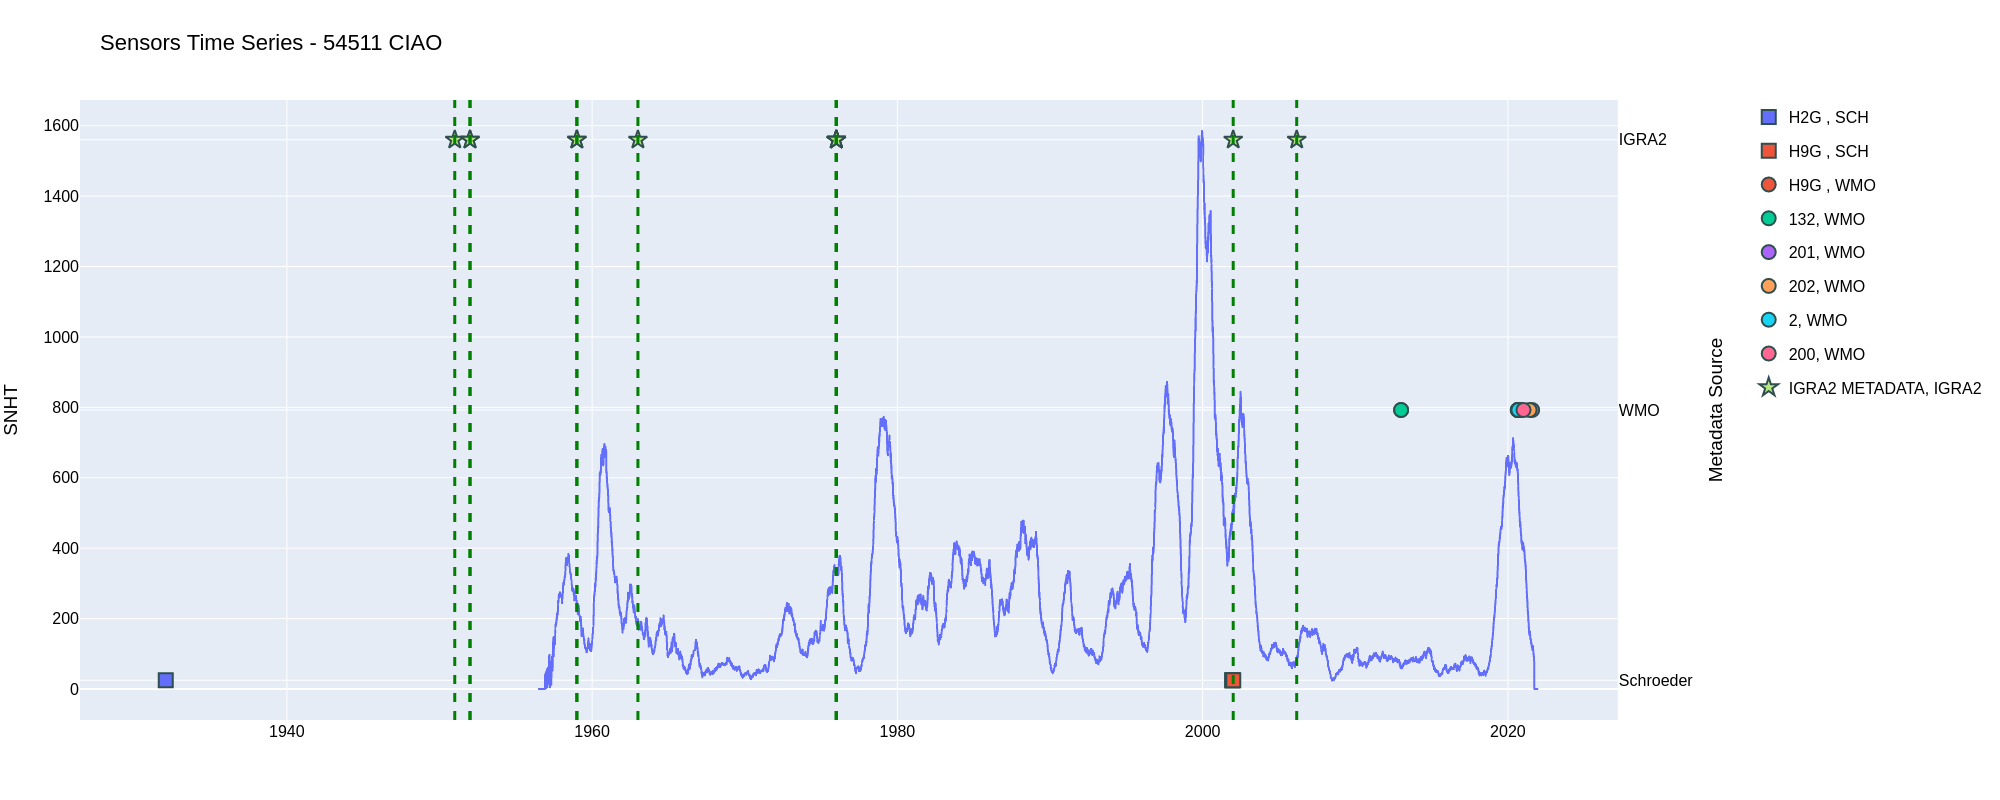 Sensors Time Series - 54511 CIAO
1600
1400
1200
1000
800
600
400
200
0
SNHT
1940
1960
1980
2000
2020
IGRA2
WMO
Schroeder
Metadata Source
H2G , SCH
H9G , SCH
H9G , WMO
132, WMO
201, WMO
202, WMO
2, WMO
200, WMO
IGRA2 METADATA, IGRA2